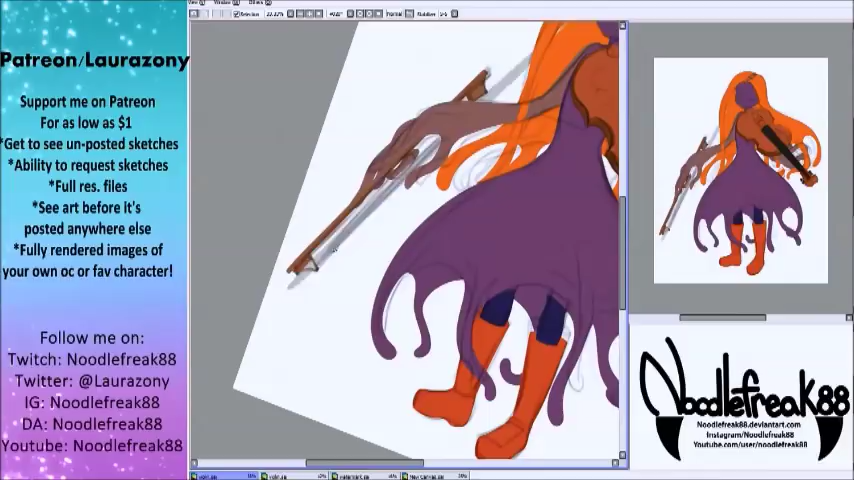 Patreon/Laurazony
Support me on Patreon
For as low as $1
*Get to see un-posted sketches
*Ability to request sketches
*Full res. files
*See art before it's
posted anywhere else
*Fully rendered images of
your own oc or fav character!
Follow me on:
Twitch: Noodlefreak88
Twitter: @Laurazony
IG: Noodlefreak88
DA: Noodlefreak88
Youtube: Noodlefreak88
Selection
Normal
Stabilizer
Noodlefreak88
Noodlefreak88.deviantart.com
Instagram/Noodlefreak88
Youtube.com/user/noodlefreak88